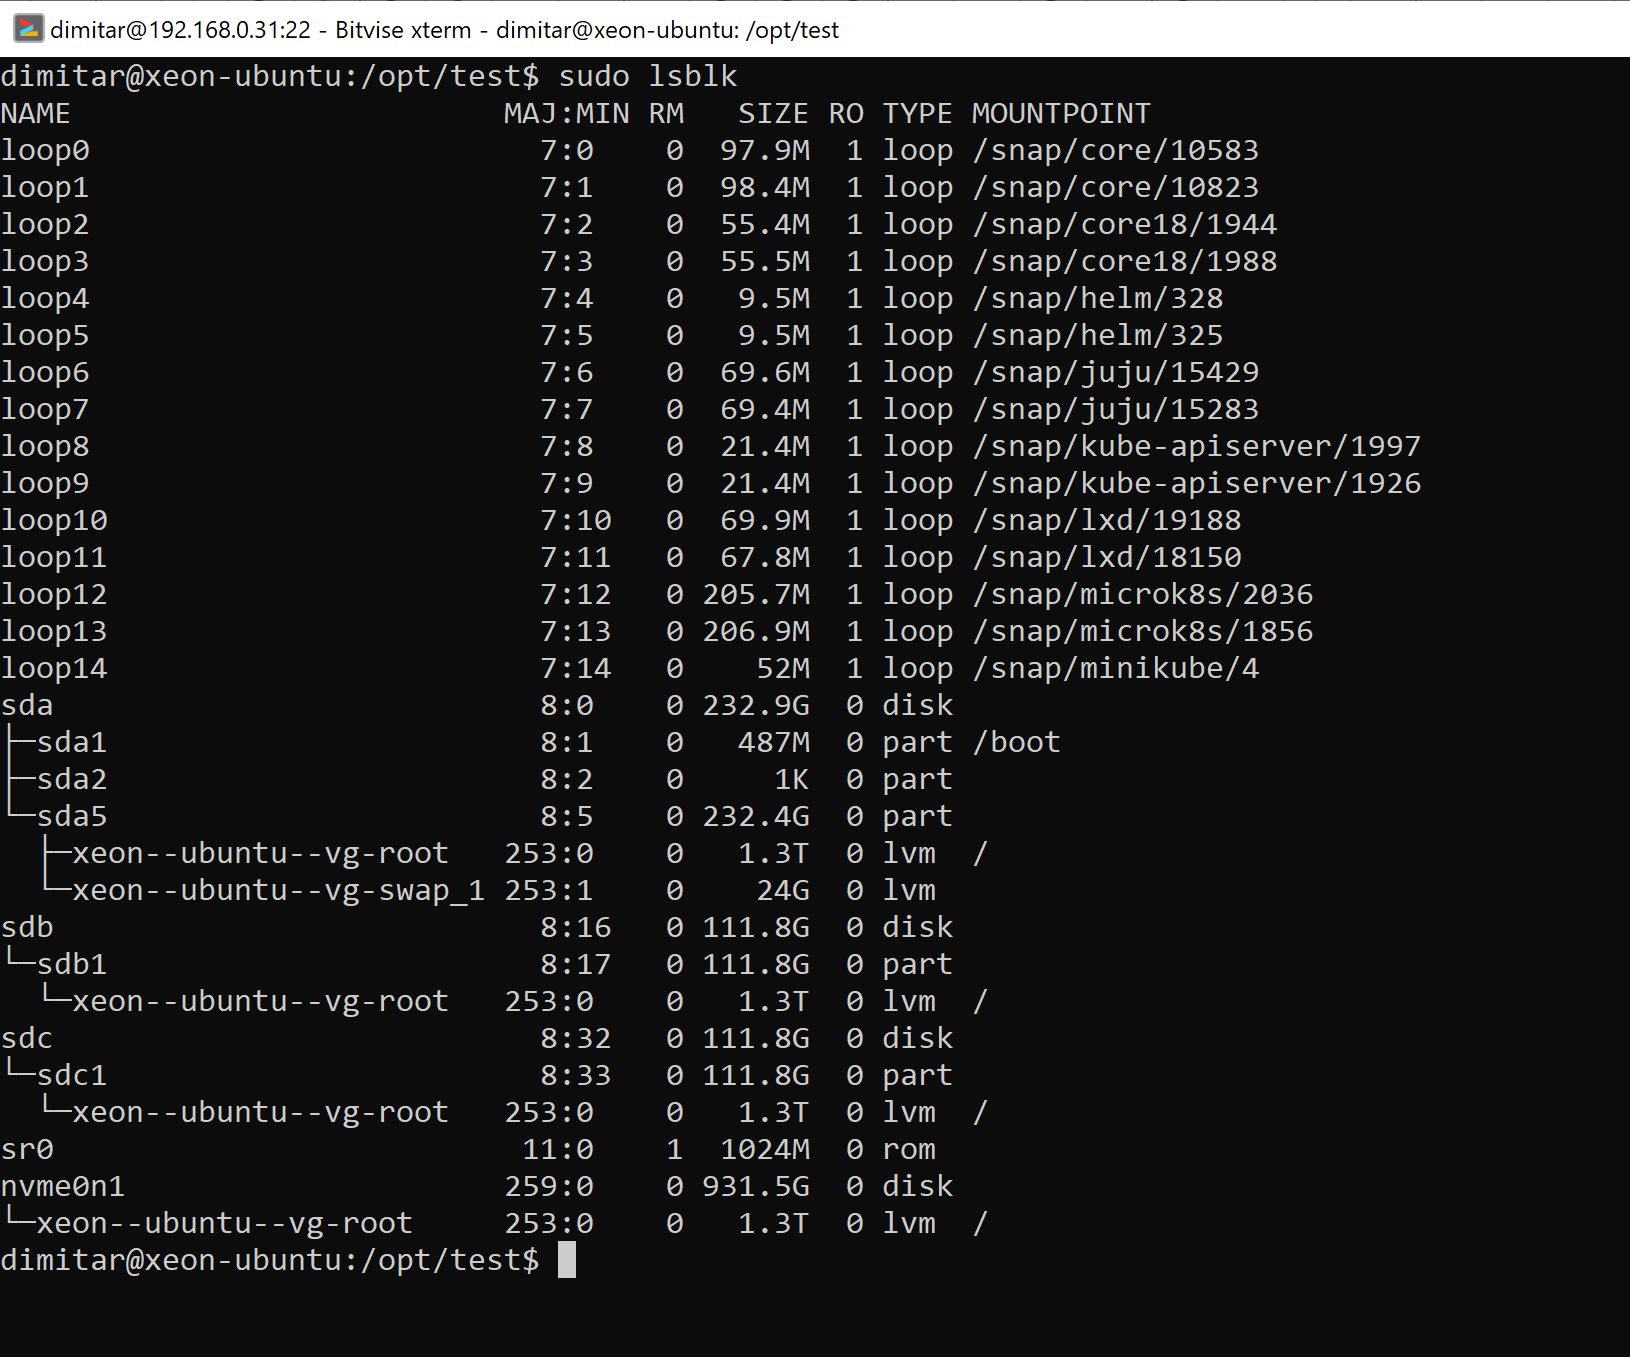 dimitar@192.168.0.31:22 - Bitvise xterm - dimitar@xeon-ubuntu: /opt/test
dimitar@xeon-ubuntu:/opt/test$ sudo lsblk
NAME                        MAJ:MIN RM   SIZE RO TYPE MOUNTPOINT
loop0                         7:0    0  97.9M  1 loop /snap/core/10583
loop1                         7:1    0  98.4M  1 loop /snap/core/10823
loop2                         7:2    0  55.4M  1 loop /snap/core18/1944
loop3                         7:3    0  55.5M  1 loop /snap/core18/1988
loop4                         7:4    0   9.5M  1 loop /snap/helm/328
loop5                         7:5    0   9.5M  1 loop /snap/helm/325
loop6                         7:6    0  69.6M  1 loop /snap/juju/15429
loop7                         7:7    0  69.4M  1 loop /snap/juju/15283
loop8                         7:8    0  21.4M  1 loop /snap/kube-apiserver/1997
loop9                         7:9    0  21.4M  1 loop /snap/kube-apiserver/1926
loop10                        7:10   0  69.9M  1 loop /snap/lxd/19188
loop11                        7:11   0  67.8M  1 loop /snap/lxd/18150
loop12                        7:12   0 205.7M  1 loop /snap/microk8s/2036
loop13                        7:13   0 206.9M  1 loop /snap/microk8s/1856
loop14                        7:14   0    52M  1 loop /snap/minikube/4
sda                           8:0    0 232.9G  0 disk
├─sda1                        8:1    0   487M  0 part /boot
├─sda2                        8:2    0     1K  0 part
└─sda5                        8:5    0 232.4G  0 part
  ├─xeon--ubuntu--vg-root   253:0    0   1.3T  0 lvm  /
  └─xeon--ubuntu--vg-swap_1 253:1    0    24G  0 lvm
sdb                           8:16   0 111.8G  0 disk
└─sdb1                        8:17   0 111.8G  0 part
  └─xeon--ubuntu--vg-root   253:0    0   1.3T  0 lvm  /
sdc                           8:32   0 111.8G  0 disk
└─sdc1                        8:33   0 111.8G  0 part
  └─xeon--ubuntu--vg-root   253:0    0   1.3T  0 lvm  /
sr0                          11:0    1  1024M  0 rom
nvme0n1                     259:0    0 931.5G  0 disk
└─xeon--ubuntu--vg-root     253:0    0   1.3T  0 lvm  /
dimitar@xeon-ubuntu:/opt/test$